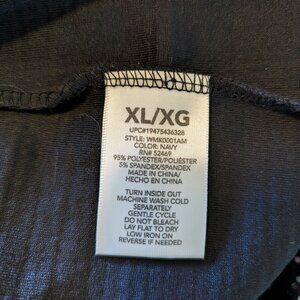 XL/XG
UPC#19475436328
STYLE: WMK0001AM
COLOR: NAVY
RN# 52469
95% POLYESTER/POLIÉSTER
5% SPANDEX/SPANDEX
MADE IN CHINA/
HECHO EN CHINA
TURN INSIDE OUT
MACHINE WASH COLD
SEPARATELY
GENTLE CYCLE
DO NOT BLEACH
LAY FLAT TO DRY
LOW IRON ON
REVERSE IF NEEDED